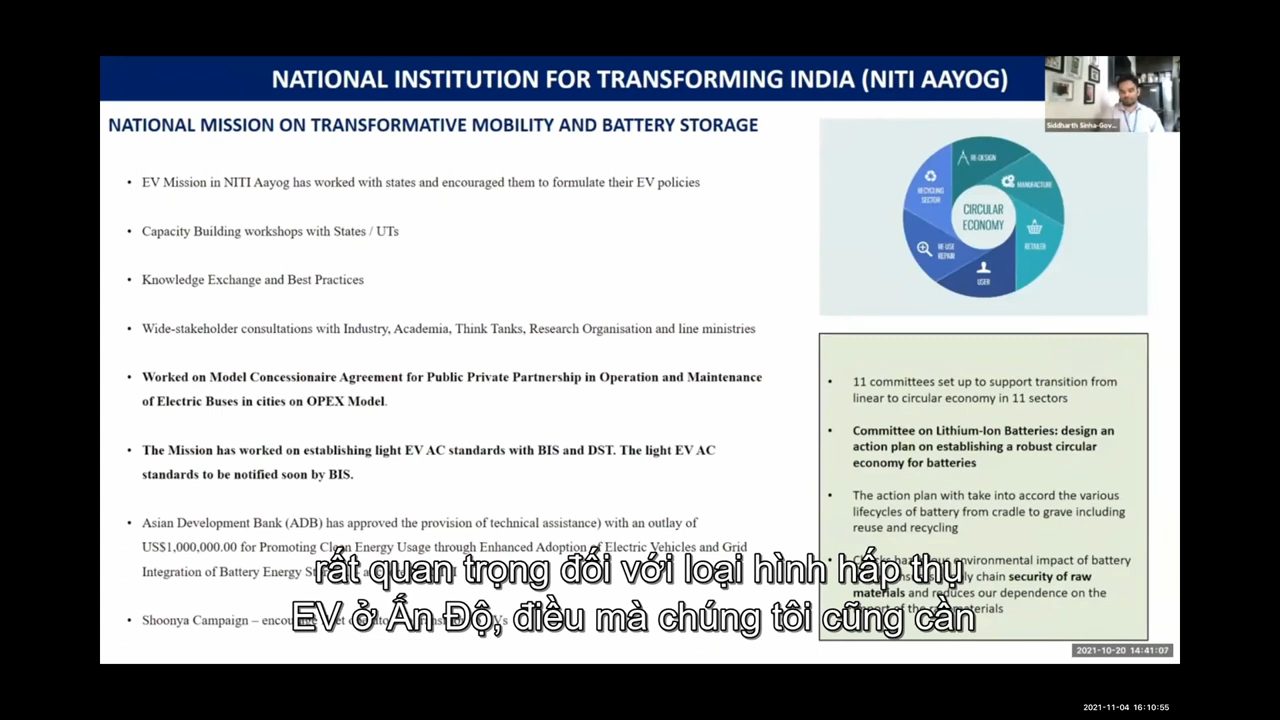 NATIONAL INSTITUTION FOR TRANSFORMING INDIA (NITI AAYOG)
Siddharth Sinha-Gov...
NATIONAL MISSION ON TRANSFORMATIVE MOBILITY AND BATTERY STORAGE
• EV Mission in NITI Aayog has worked with states and encouraged them to formulate their EV policies
• Capacity Building workshops with States / UTs
• Knowledge Exchange and Best Practices
• Wide-stakeholder consultations with Industry, Academia, Think Tanks, Research Organisation and line ministries
• Worked on Model Concessionaire Agreement for Public Private Partnership in Operation and Maintenance
of Electric Buses in cities on OPEX Model.
• The Mission has worked on establishing light EV AC standards with BIS and DST. The light EV AC
standards to be notified soon by BIS.
• Asian Development Bank (ADB) has approved the provision of technical assistance) with an outlay of
US$1,000,000.00 for Promoting Clean Energy Usage through Enhanced Adoption of Electric Vehicles and Grid
Integration of Battery Energy
• Shoonya Campaign –
RE-DESIGN
MANUFACTURE
RETAILER
USER
RE-USE
REPAIR
RECYCLING
SECTOR
CIRCULAR
ECONOMY
• 11 committees set up to support transition from
linear to circular economy in 11 sectors
• Committee on Lithium-Ion Batteries: design an
action plan on establishing a robust circular
economy for batteries
• The action plan with take into accord the various
lifecycles of battery from cradle to grave including
reuse and recycling
• environmental impact of battery
chain security of raw
materials and reduces our dependence on the
of the materials
rất quan trọng đối với loại hình hấp thụ
EV ở Ấn Độ, điều mà chúng tôi cũng cần
2021-10-20 14:41:07
2021-11-04 16:10:55